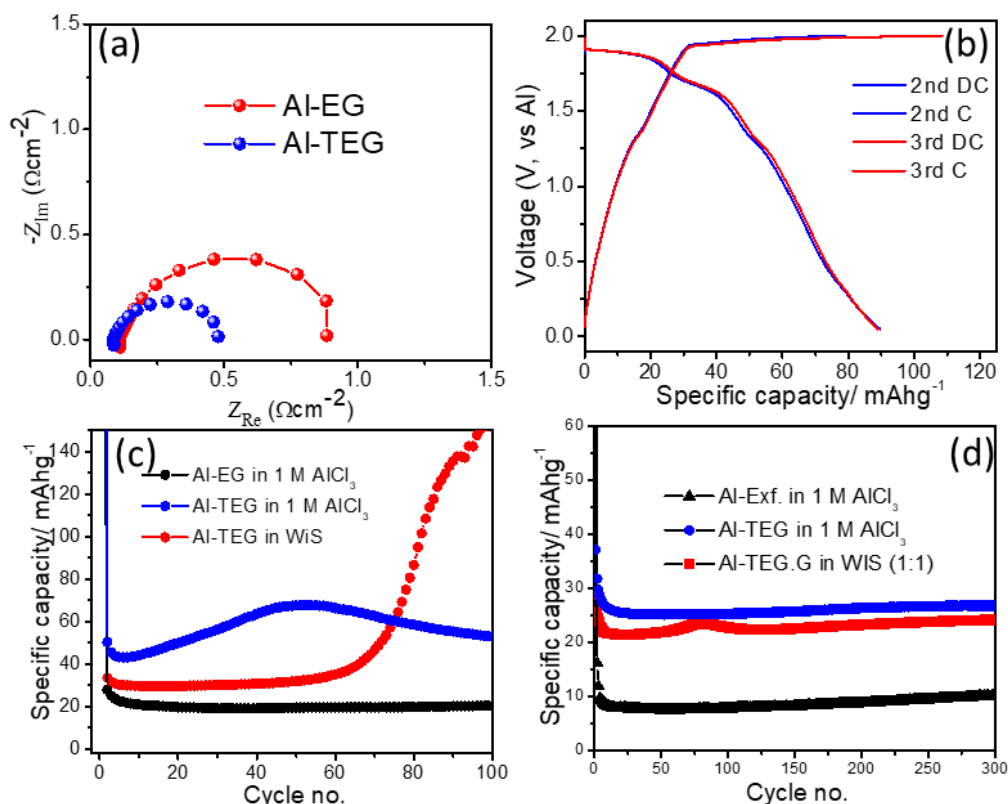 (a)
Al-EG
Al-TEG
-Z_Im (Ωcm⁻²)
1.5
1.0
0.5
0.0
0.0 0.5 1.0 1.5
Z_Re (Ωcm⁻²)
(b)
2nd DC
2nd C
3rd DC
3rd C
Voltage (V, vs Al)
2.0
1.5
1.0
0.5
0.0
0 20 40 60 80 100 120
Specific capacity/ mAhg⁻¹
(c)
Al-EG in 1 M AlCl₃
Al-TEG in 1 M AlCl₃
Al-TEG in WiS
Specific capacity/ mAhg⁻¹
140
120
100
80
60
40
20
0
0 20 40 60 80 100
Cycle no.
(d)
Al-Exf. in 1 M AlCl₃
Al-TEG in 1 M AlCl₃
Al-TEG.G in WIS (1:1)
Specific capacity/ mAhg⁻¹
60
50
40
30
20
10
0
0 50 100 150 200 250 300
Cycle no.